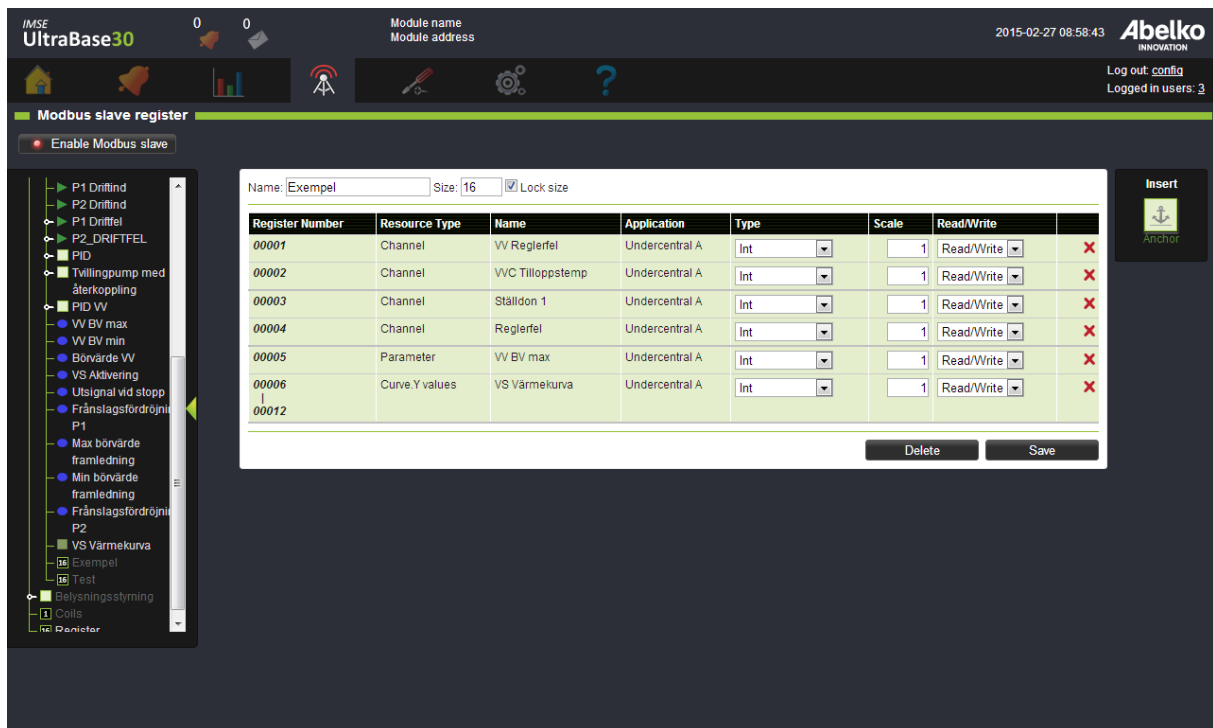 IMSE
UltraBase30
0
0
Module name
Module address
2015-02-27 08:58:43
Abelko
INNOVATION
Log out: config
Logged in users: 3
Modbus slave register
Enable Modbus slave
P1 Driftind
P2 Driftind
P1 Driftfel
P2_DRIFTFEL
PID
Tvillingpump med
återkoppling
PID VV
VV BV max
VV BV min
Börvärde VV
VS Aktivering
Utsignal vid stopp
Frånslagsfördröjni
P1
Max börvärde
framledning
Min börvärde
framledning
Frånslagsfördröjni
P2
VS Värmekurva
16 Exempel
16 Test
Belysningsstyrning
1 Coils
16 Register
Name: Exempel Size: 16 Lock size
Register Number Resource Type Name Application Type Scale Read/Write
00001 Channel VV Reglerfel Undercentral A Int 1 Read/Write
00002 Channel VVC Tilloppstemp Undercentral A Int 1 Read/Write
00003 Channel Ställdon 1 Undercentral A Int 1 Read/Write
00004 Channel Reglerfel Undercentral A Int 1 Read/Write
00005 Parameter VV BV max Undercentral A Int 1 Read/Write
00006 Curve.Y values VS Värmekurva Undercentral A Int 1 Read/Write
|
00012
Delete Save
Insert
Anchor